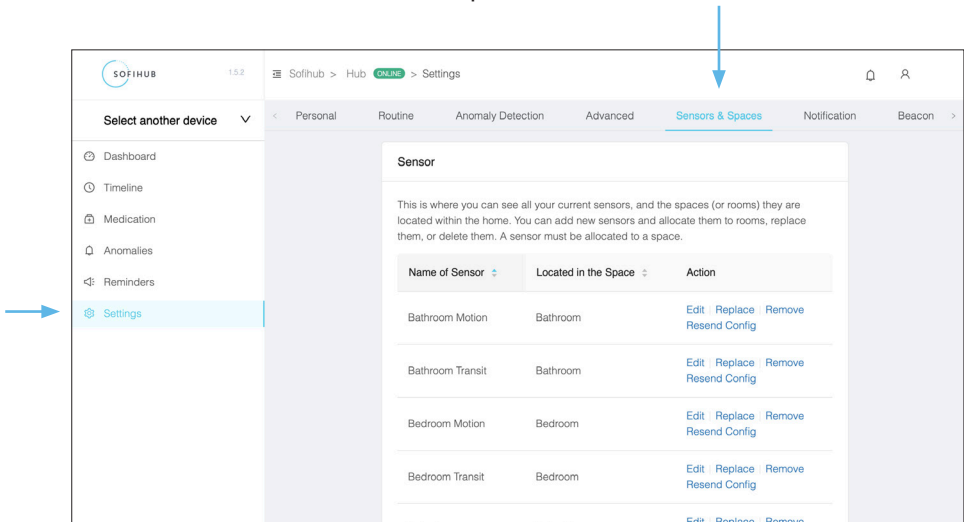 SOFIHUB 1.5.2
Sofihub > Hub ONLINE > Settings
Select another device
< Personal Routine Anomaly Detection Advanced Sensors & Spaces Notification Beacon >
Dashboard
Timeline
Medication
Anomalies
Reminders
Settings
Sensor
This is where you can see all your current sensors, and the spaces (or rooms) they are
located within the home. You can add new sensors and allocate them to rooms, replace
them, or delete them. A sensor must be allocated to a space.
Name of Sensor Located in the Space Action
Bathroom Motion Bathroom Edit | Replace | Remove
Resend Config
Bathroom Transit Bathroom Edit | Replace | Remove
Resend Config
Bedroom Motion Bedroom Edit | Replace | Remove
Resend Config
Bedroom Transit Bedroom Edit | Replace | Remove
Resend Config
Edit | Replace | Remove